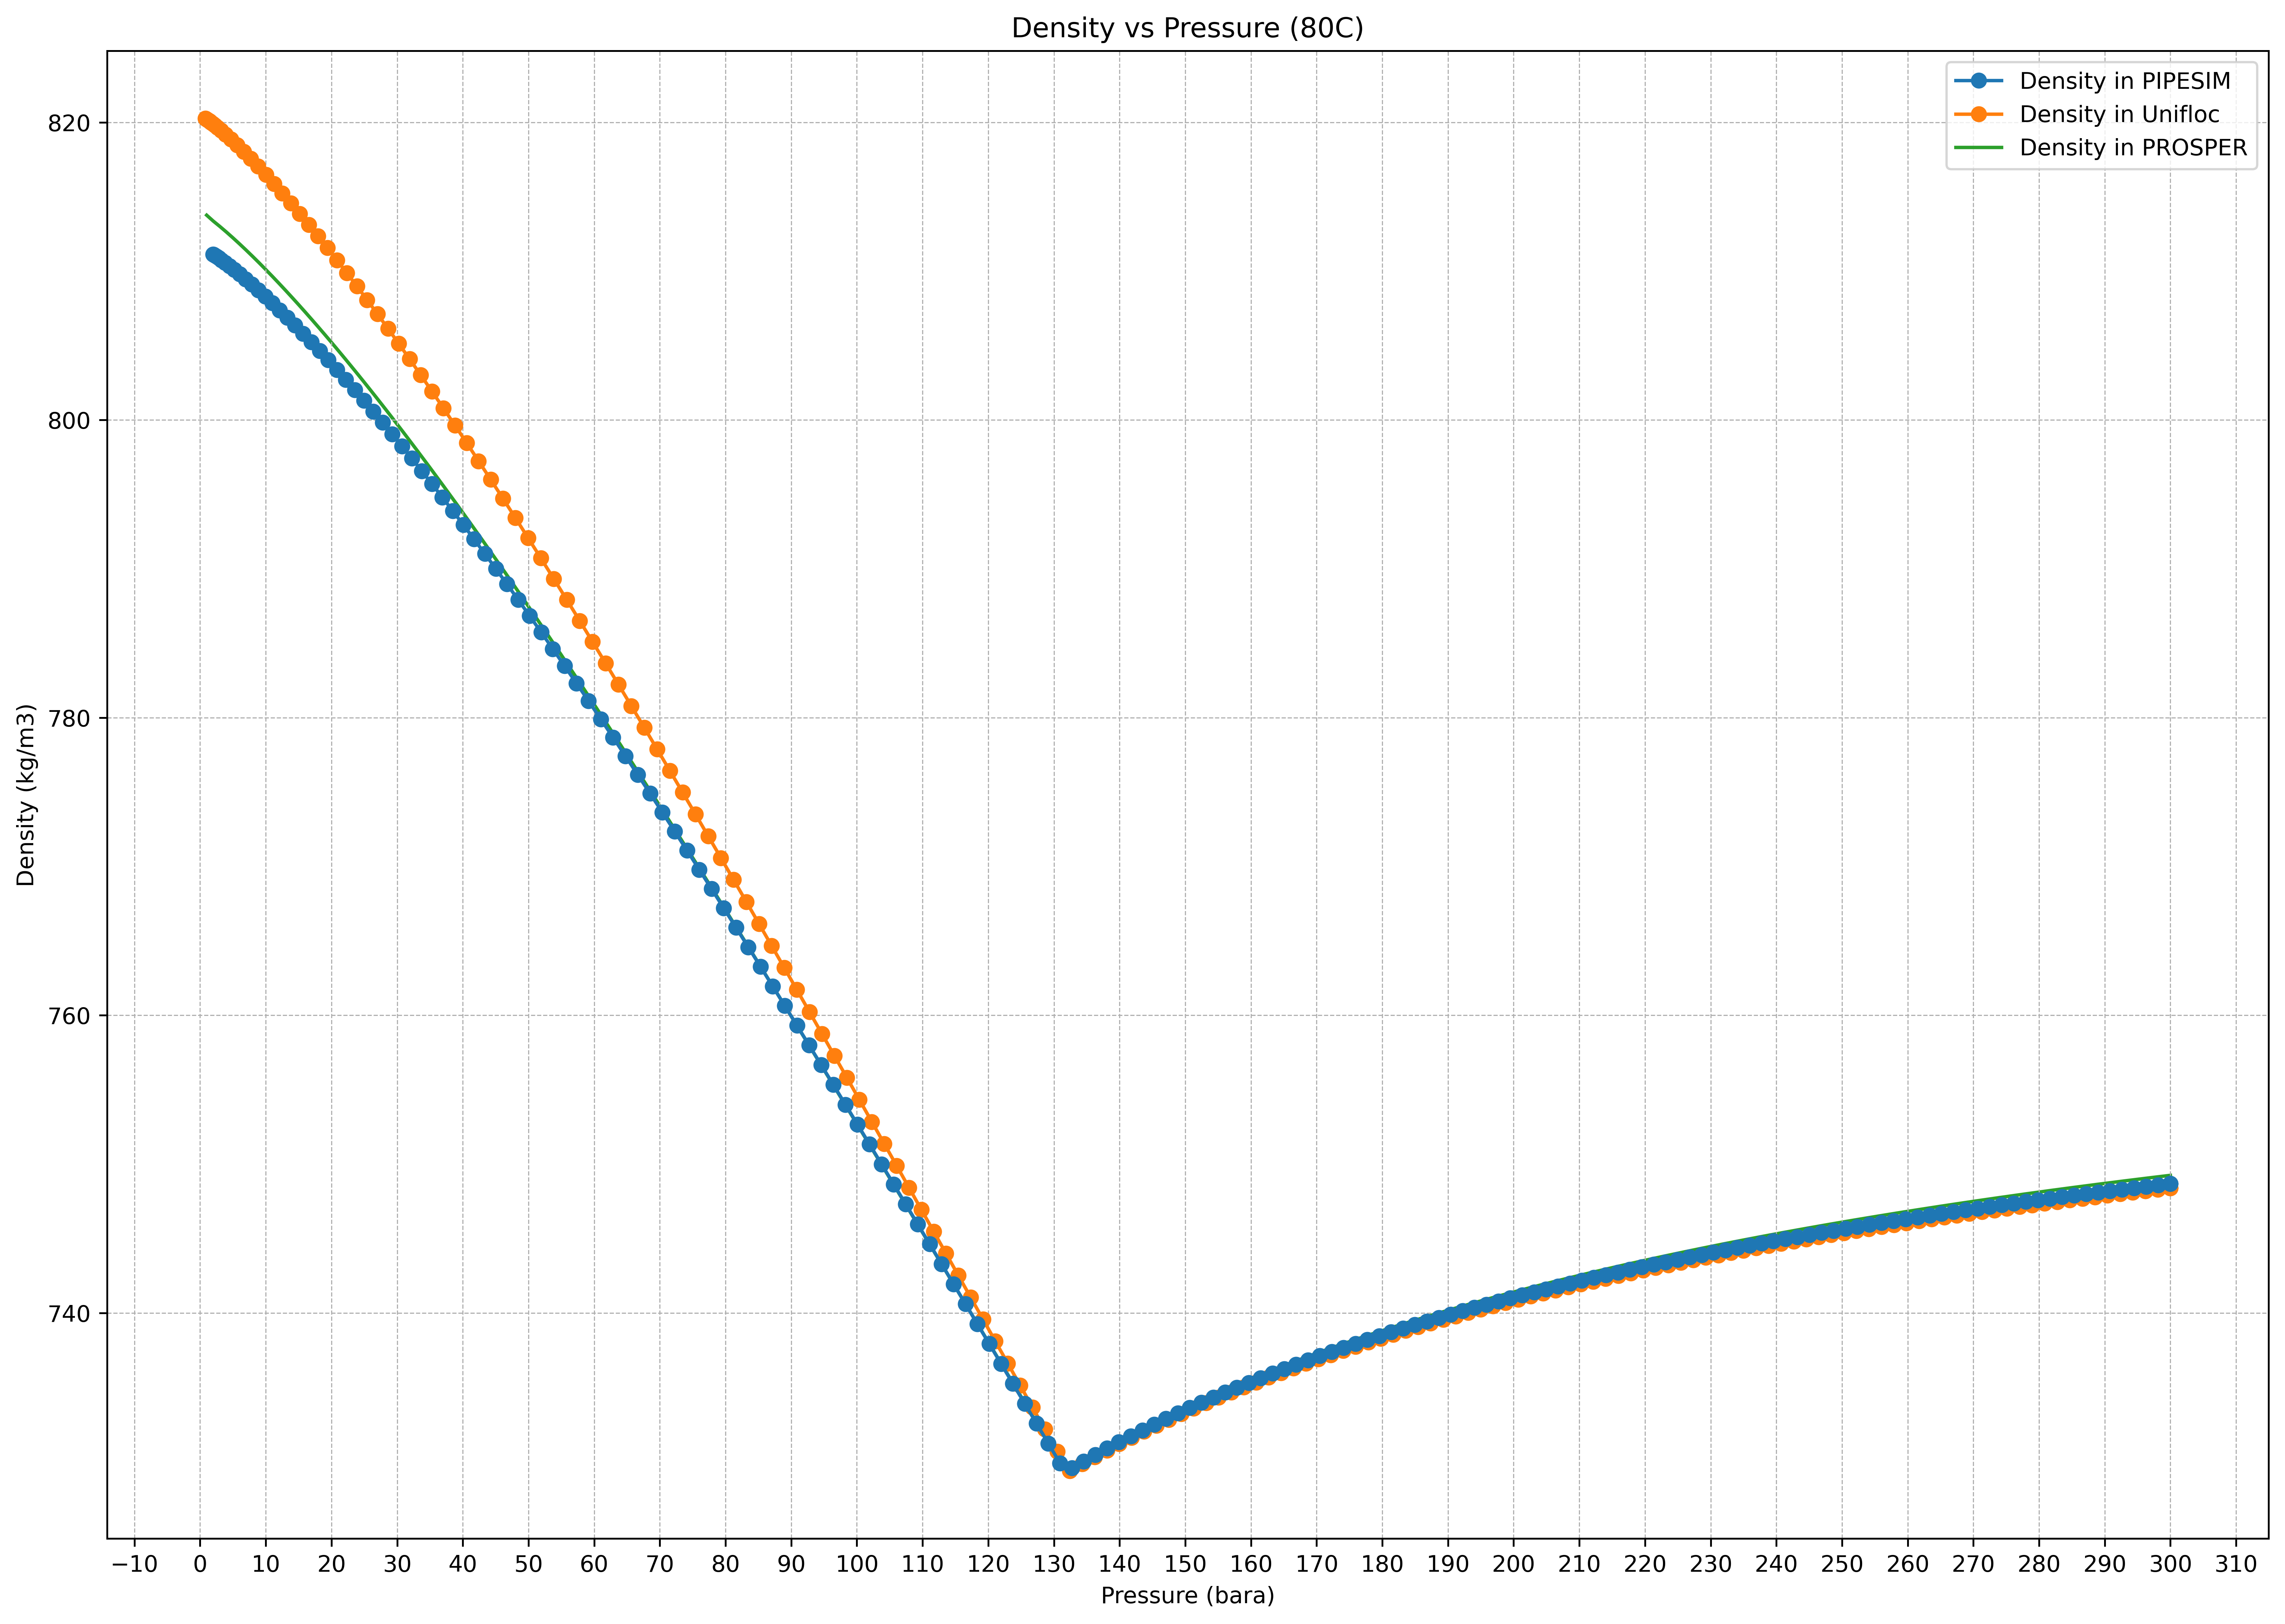 Density vs Pressure (80C)
Density in PIPESIM
Density in Unifloc
Density in PROSPER
Density (kg/m3)
820
800
780
760
740
−10 0 10 20 30 40 50 60 70 80 90 100 110 120 130 140 150 160 170 180 190 200 210 220 230 240 250 260 270 280 290 300 310
Pressure (bara)